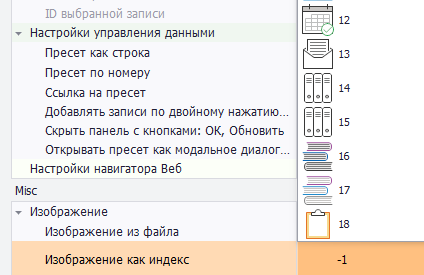 ID выбранной записи
Настройки управления данными
Пресет как строка
Пресет по номеру
Ссылка на пресет
Добавлять записи по двойному нажатию...
Скрыть панель с кнопками: ОК, Обновить
Открывать пресет как модальное диалог...
Настройки навигатора Веб
Misc
Изображение
Изображение из файла
Изображение как индекс
12
13
14
15
16
17
18
-1